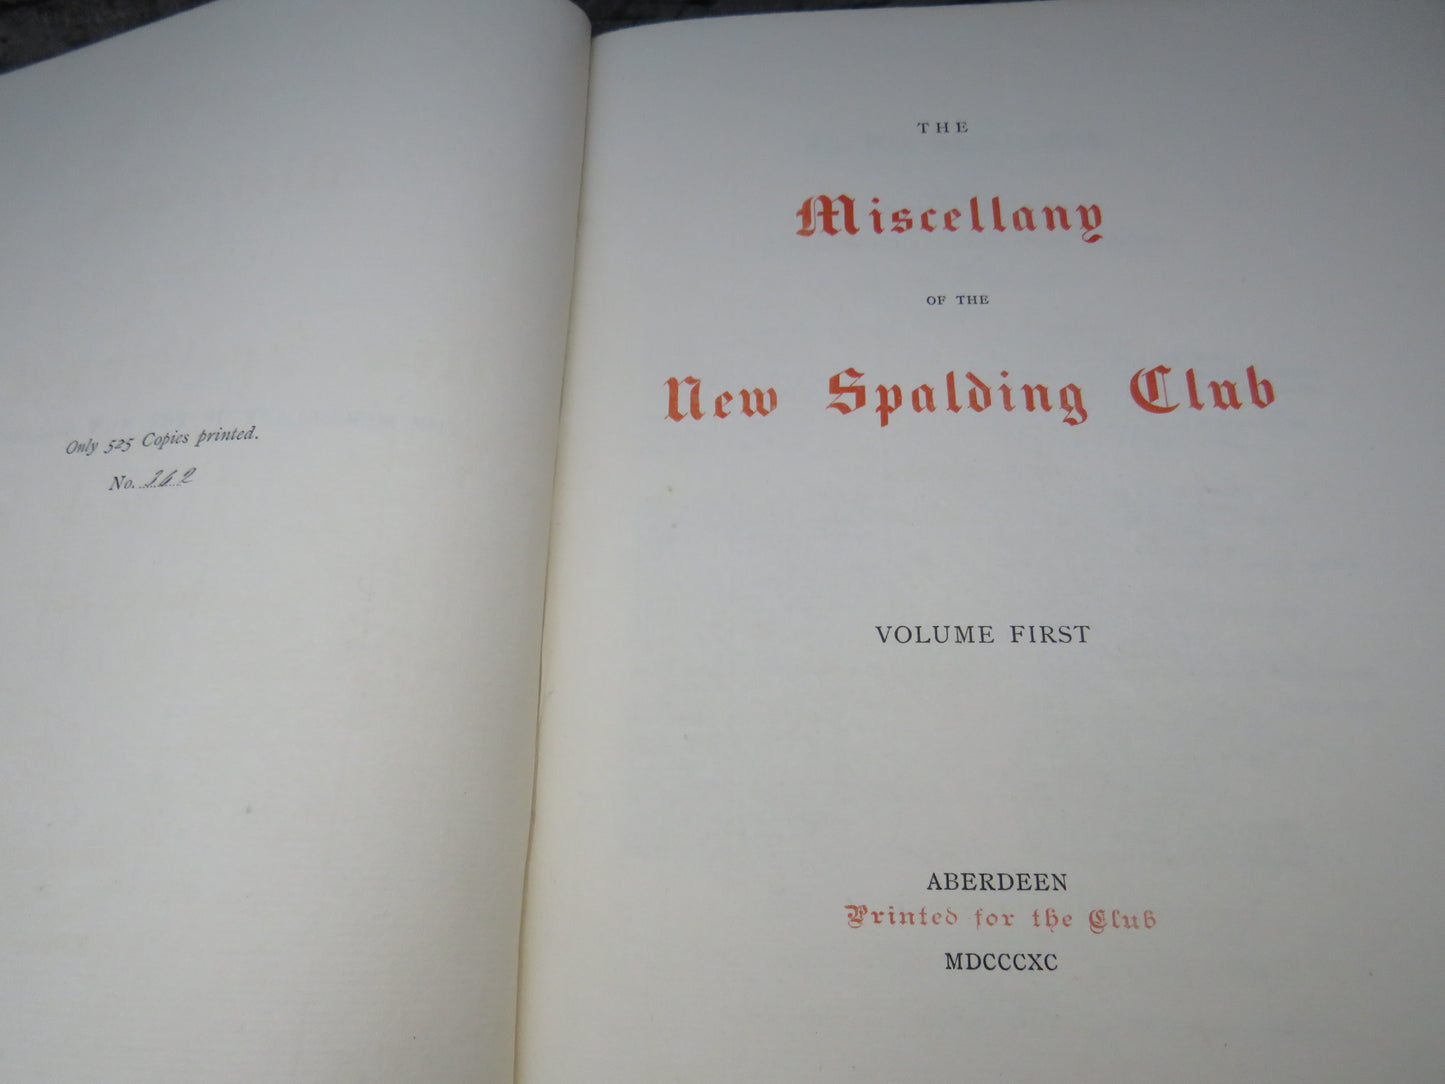 Only 525 Copies printed.
No. 262
THE
Miscellany
OF THE
New Spalding Club
VOLUME FIRST
ABERDEEN
Printed for the Club
MDCCCXC